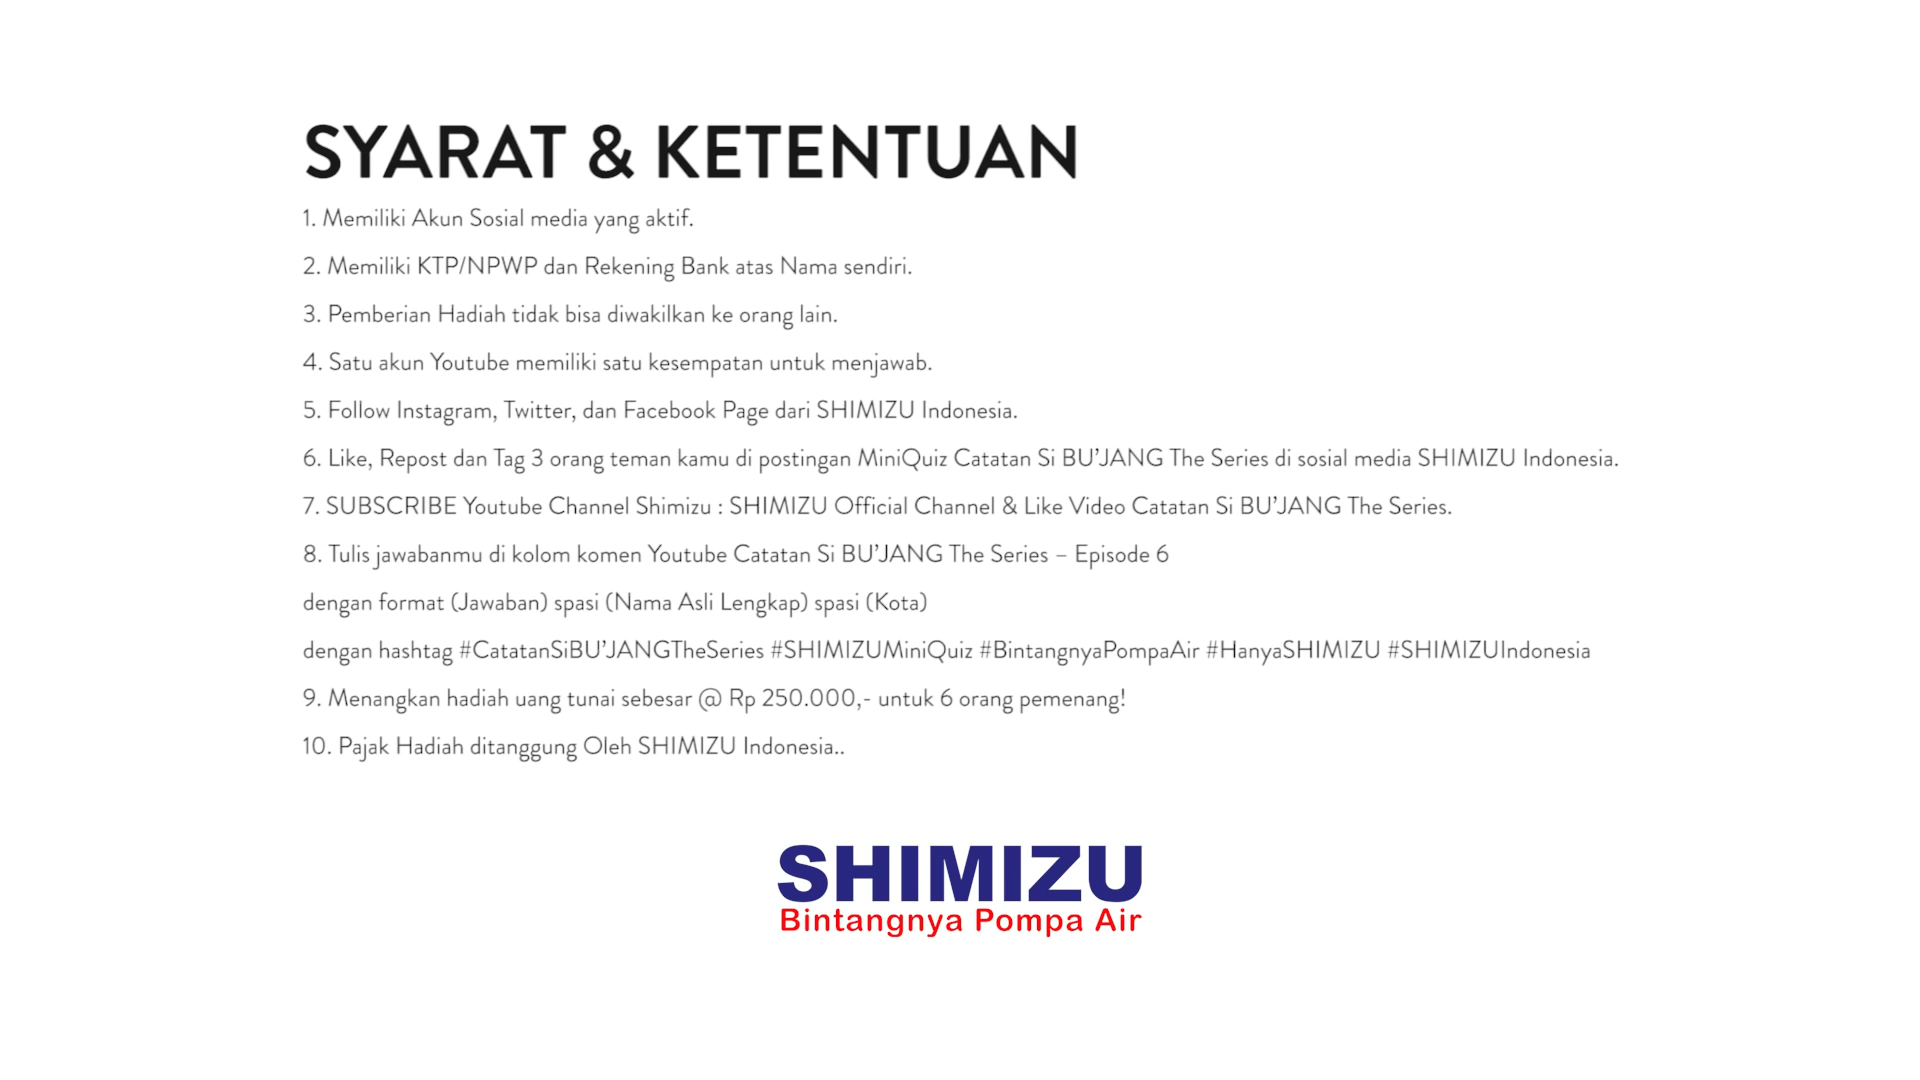 SYARAT & KETENTUAN
1. Memiliki Akun Sosial media yang aktif.
2. Memiliki KTP/NPWP dan Rekening Bank atas Nama sendiri.
3. Pemberian Hadiah tidak bisa diwakilkan ke orang lain.
4. Satu akun Youtube memiliki satu kesempatan untuk menjawab.
5. Follow Instagram, Twitter, dan Facebook Page dari SHIMIZU Indonesia.
6. Like, Repost dan Tag 3 orang teman kamu di postingan MiniQuiz Catatan Si BU’JANG The Series di sosial media SHIMIZU Indonesia.
7. SUBSCRIBE Youtube Channel Shimizu : SHIMIZU Official Channel & Like Video Catatan Si BU’JANG The Series.
8. Tulis jawabanmu di kolom komen Youtube Catatan Si BU’JANG The Series – Episode 6
dengan format (Jawaban) spasi (Nama Asli Lengkap) spasi (Kota)
dengan hashtag #CatatanSiBU’JANGTheSeries #SHIMIZUMiniQuiz #BintangnyaPompaAir #HanyaSHIMIZU #SHIMIZUIndonesia
9. Menangkan hadiah uang tunai sebesar @ Rp 250.000,- untuk 6 orang pemenang!
10. Pajak Hadiah ditanggung Oleh SHIMIZU Indonesia..
SHIMIZU
Bintangnya Pompa Air